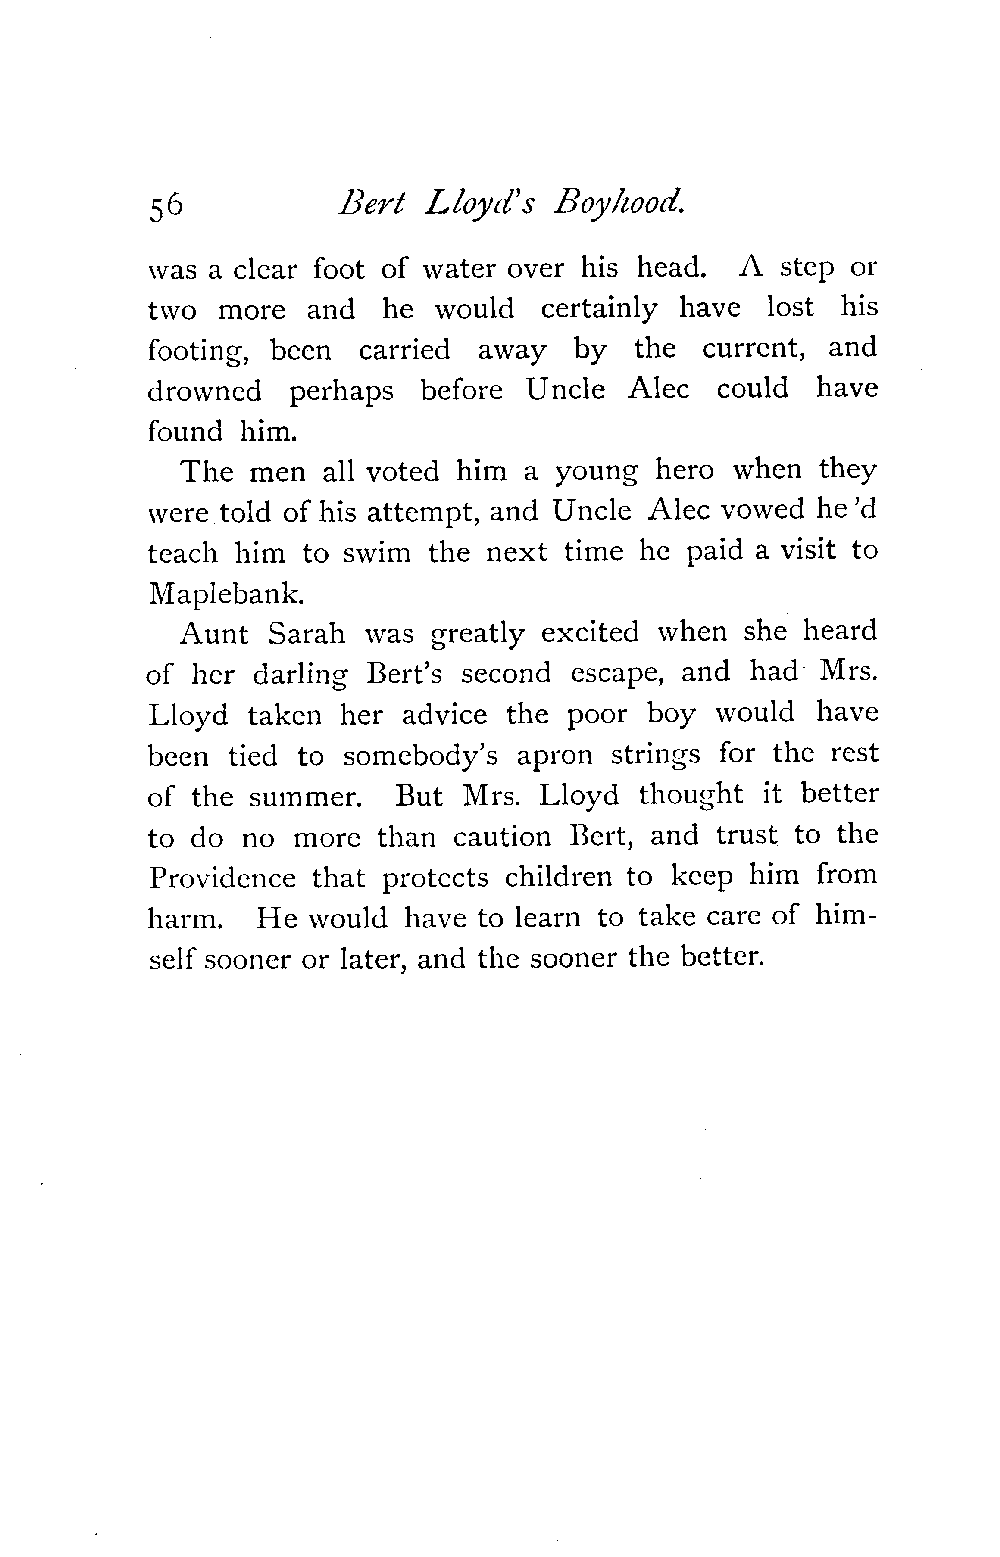 56 Bert Lloyd's Boyhood.
was a clear foot of water over his head. A step or
two more and he would certainly have lost his
footing, been carried away by the current, and
drowned perhaps before Uncle Alec could have
found him.
The men all voted him a young hero when they
were told of his attempt, and Uncle Alec vowed he 'd
teach him to swim the next time he paid a visit to
Maplebank.
Aunt Sarah was greatly excited when she heard
of her darling Bert's second escape, and had Mrs.
Lloyd taken her advice the poor boy would have
been tied to somebody's apron strings for the rest
of the summer. But Mrs. Lloyd thought it better
to do no more than caution Bert, and trust to the
Providence that protects children to keep him from
harm. He would have to learn to take care of him-
self sooner or later, and the sooner the better.